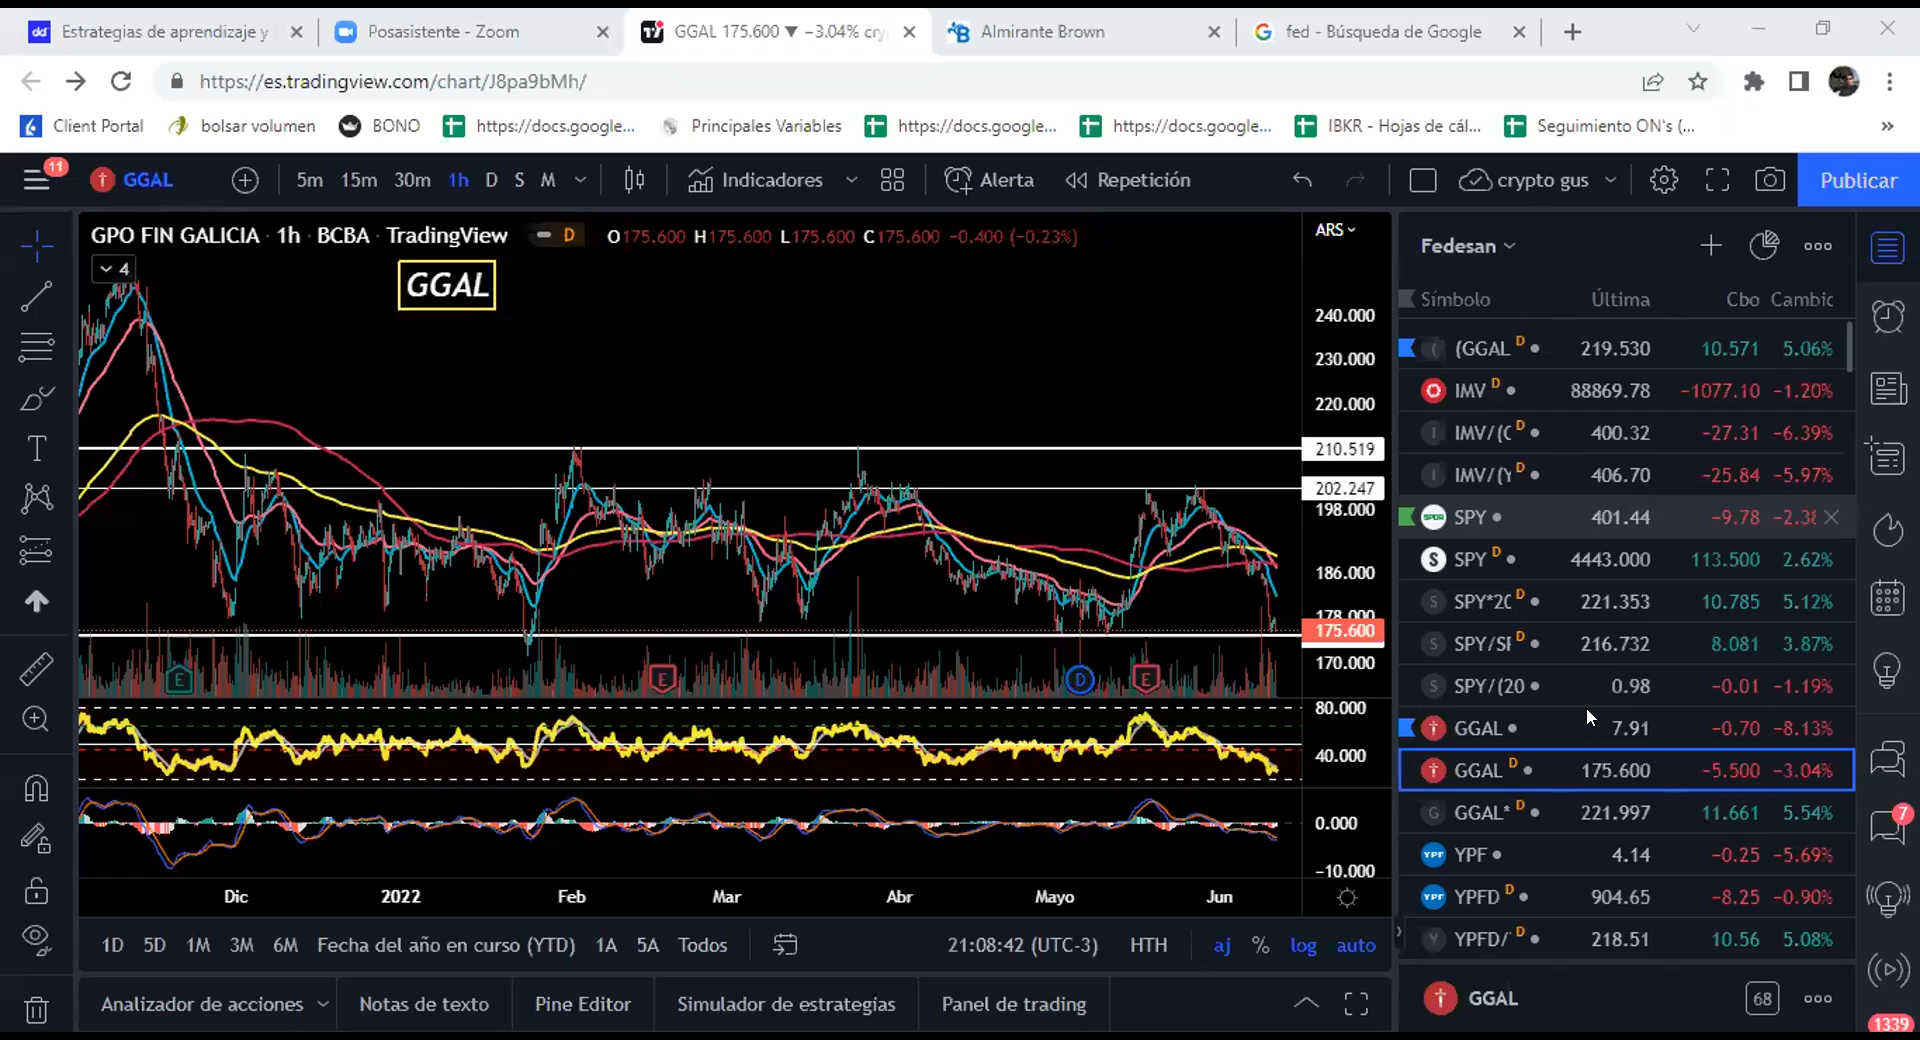 Estrategias de aprendizaje y
Posasistente - Zoom
GGAL 175.600 ▼ −3.04% cry
Almirante Brown
fed - Búsqueda de Google
https://es.tradingview.com/chart/J8pa9bMh/
Client Portal
bolsar volumen
BONO
https://docs.google...
Principales Variables
https://docs.google...
https://docs.google...
IBKR - Hojas de cál...
Seguimiento ON's (...
»
11
GGAL
5m 15m 30m 1h D S M
Indicadores
Alerta
Repetición
crypto gus
Publicar
GPO FIN GALICIA · 1h · BCBA · TradingView
D
O175.600 H175.600 L175.600 C175.600 −0.400 (−0.23%)
ARS
4
GGAL
240.000
230.000
220.000
210.519
202.247
198.000
186.000
178.000
175.600
170.000
E E D E
80.000
40.000
0.000
−10.000
Dic 2022 Feb Mar Abr Mayo Jun
1D 5D 1M 3M 6M Fecha del año en curso (YTD) 1A 5A Todos
21:08:42 (UTC-3) HTH aj % log auto
Analizador de acciones
Notas de texto
Pine Editor
Simulador de estrategias
Panel de trading
Fedesan
Símbolo Última Cbo Cambic
(GGAL D 219.530 10.571 5.06%
IMV D 88869.78 −1077.10 −1.20%
IMV/(C D 400.32 −27.31 −6.39%
IMV/(Y D 406.70 −25.84 −5.97%
SPY 401.44 −9.78 −2.38
SPY D 4443.000 113.500 2.62%
SPY*20 D 221.353 10.785 5.12%
SPY/SF D 216.732 8.081 3.87%
SPY/(20 0.98 −0.01 −1.19%
GGAL 7.91 −0.70 −8.13%
GGAL D 175.600 −5.500 −3.04%
GGAL* D 221.997 11.661 5.54%
YPF YPF 4.14 −0.25 −5.69%
YPF YPFD D 904.65 −8.25 −0.90%
YPFD/ D 218.51 10.56 5.08%
GGAL
68
7
1339